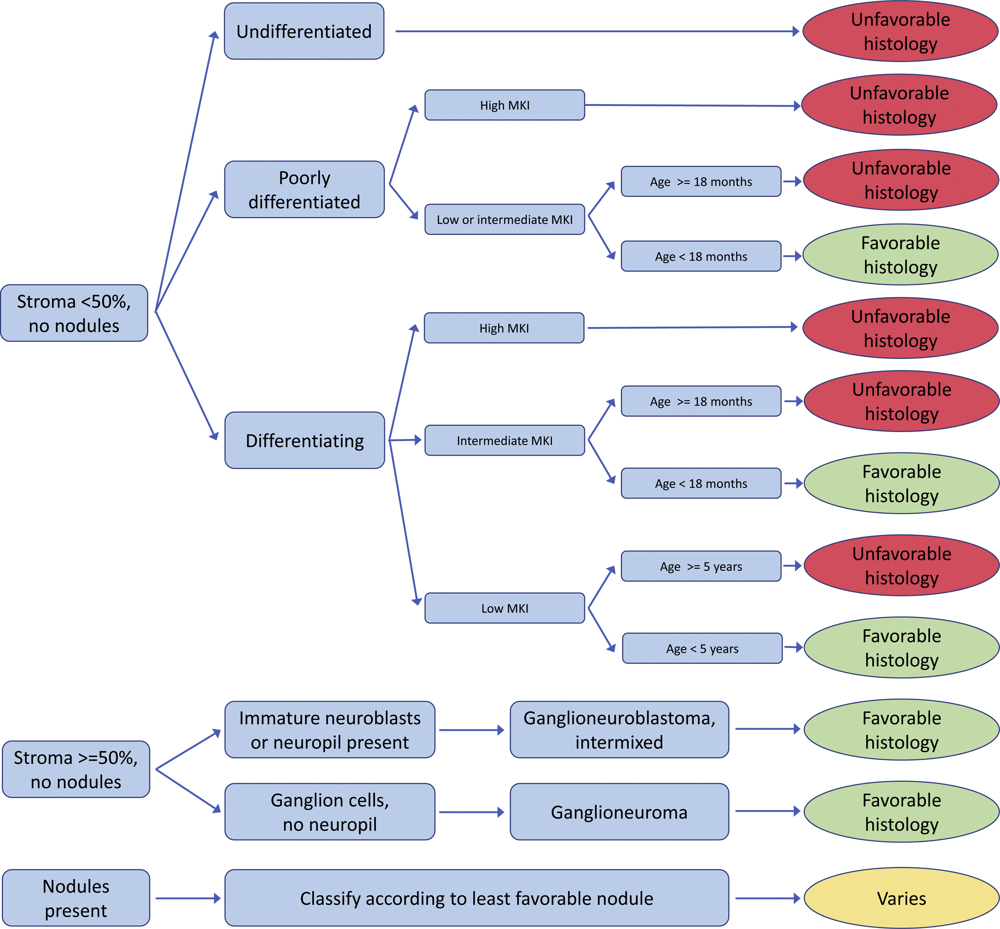 Undifferentiated
Unfavorable
histology
High MKI
Unfavorable
histology
Poorly
differentiated
Age  >= 18 months
Unfavorable
histology
Low or intermediate MKI
Age < 18 months
Favorable
histology
Stroma <50%,
no nodules
High MKI
Unfavorable
histology
Age  >= 18 months
Unfavorable
histology
Differentiating
Intermediate MKI
Age < 18 months
Favorable
histology
Age  >= 5 years
Unfavorable
histology
Low MKI
Age < 5 years
Favorable
histology
Stroma >=50%,
no nodules
Immature neuroblasts
or neuropil present
Ganglioneuroblastoma,
intermixed
Favorable
histology
Ganglion cells,
no neuropil
Ganglioneuroma
Favorable
histology
Nodules
present
Classify according to least favorable nodule
Varies